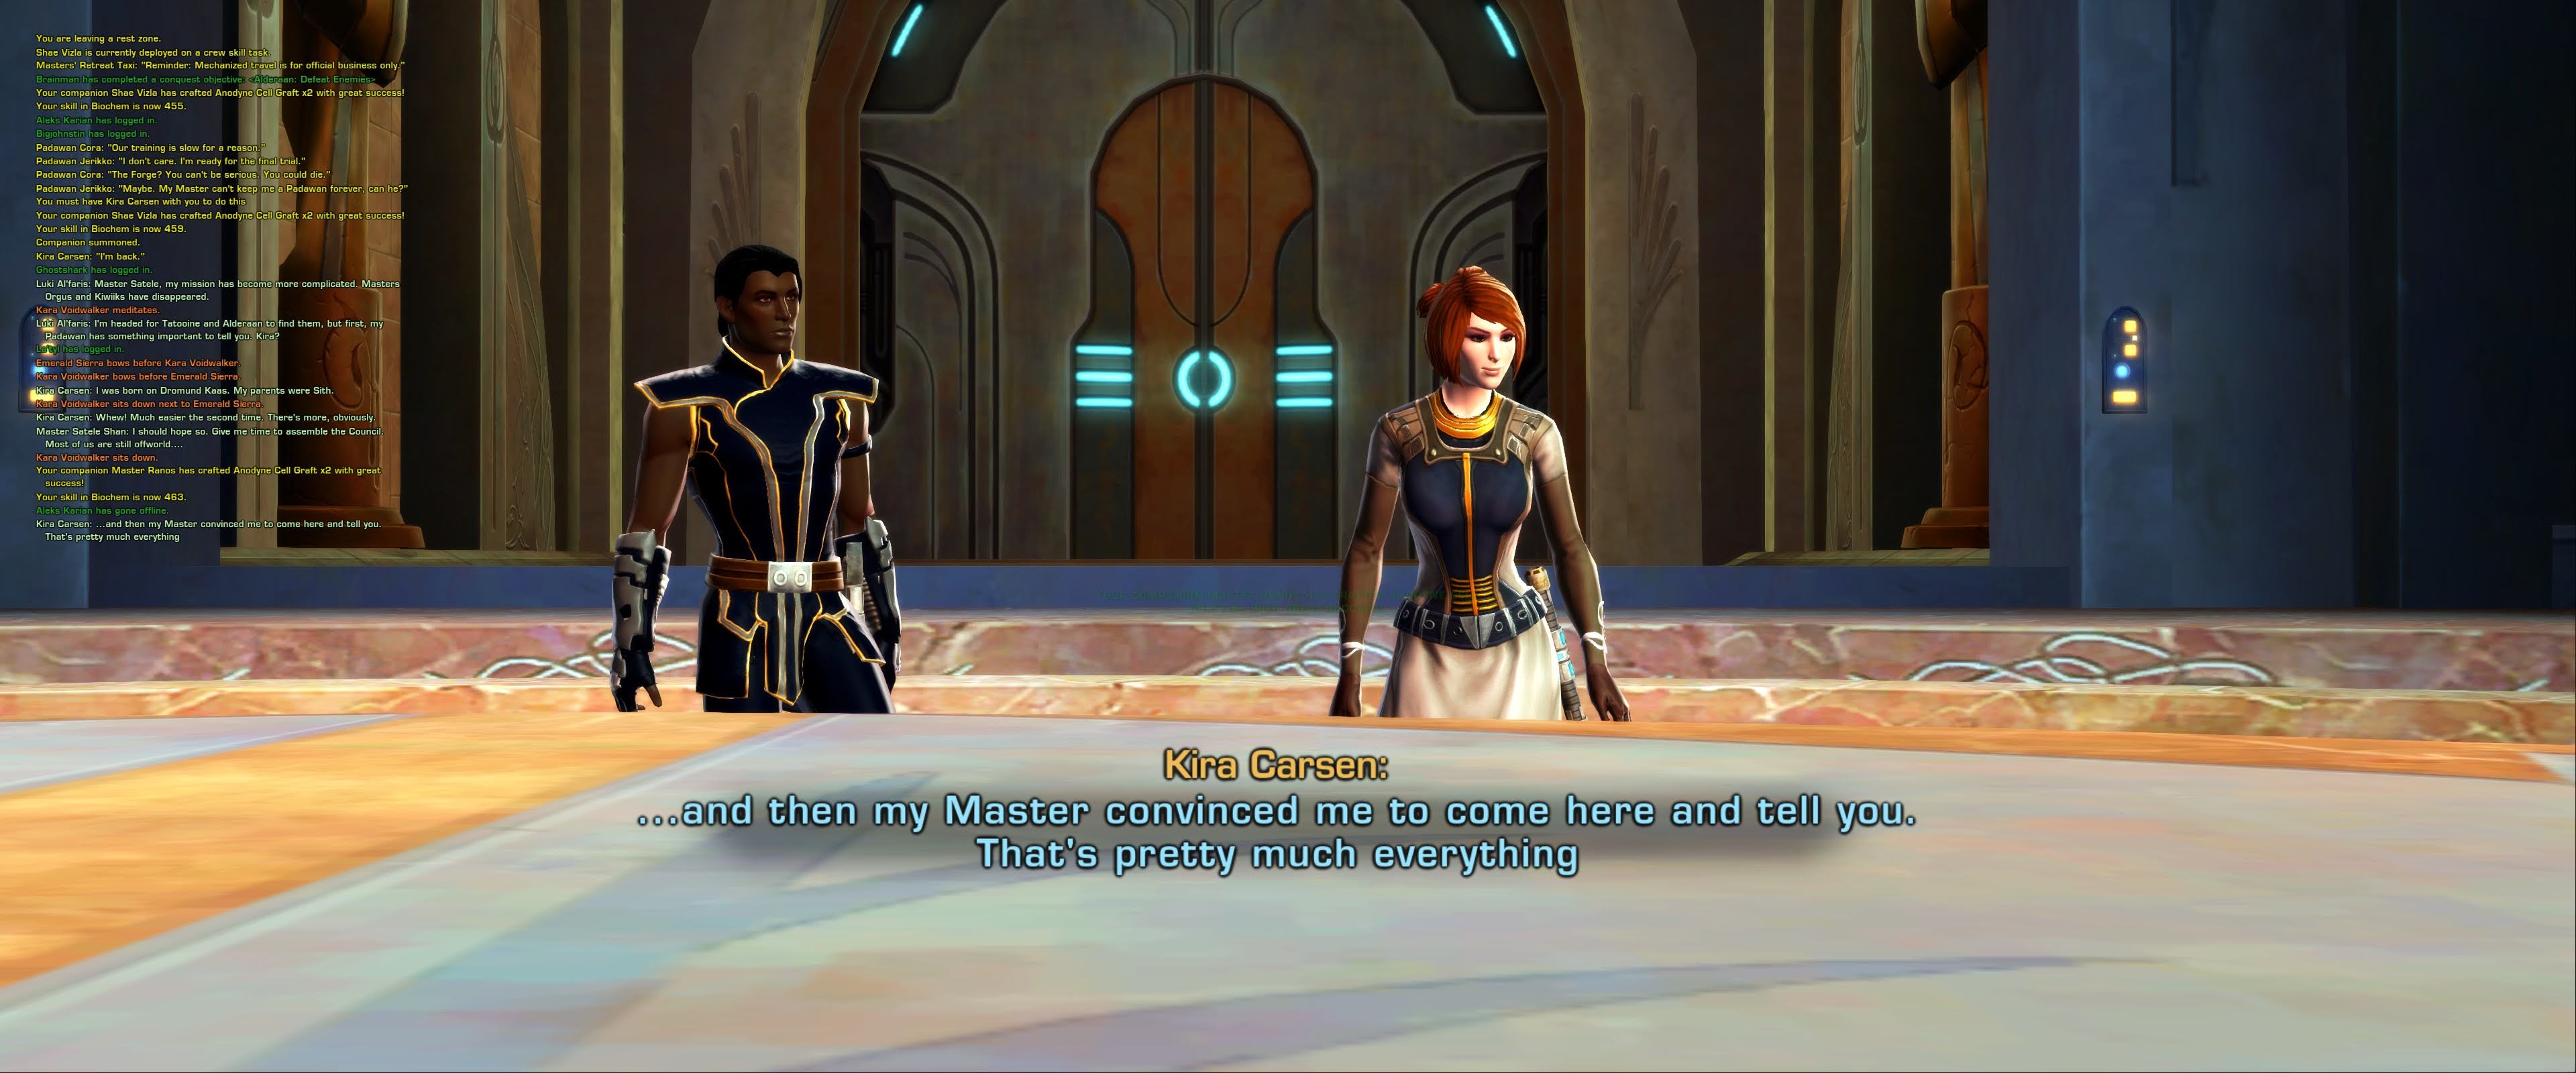 You are leaving a rest zone.
Shae Vizla is currently deployed on a crew skill task.
Masters' Retreat Taxi: "Reminder: Mechanized travel is for official business only."
Brainman has completed a conquest objective: <Alderaan: Defeat Enemies>
Your companion Shae Vizla has crafted Anodyne Cell Graft x2 with great success!
Your skill in Biochem is now 455.
Aleks Karian has logged in.
Bigjohnstin has logged in.
Padawan Cora: "Our training is slow for a reason."
Padawan Jerikko: "I don't care. I'm ready for the final trial."
Padawan Cora: "The Forge? You can't be serious. You could die."
Padawan Jerikko: "Maybe. My Master can't keep me a Padawan forever, can he?"
You must have Kira Carsen with you to do this
Your companion Shae Vizla has crafted Anodyne Cell Graft x2 with great success!
Your skill in Biochem is now 459.
Companion summoned.
Kira Carsen: "I'm back."
Ghostshark has logged in.
Luki Al'faris: Master Satele, my mission has become more complicated. Masters
Orgus and Kiwiiks have disappeared.
Kara Voidwalker meditates.
Luki Al'faris: I'm headed for Tatooine and Alderaan to find them, but first, my
Padawan has something important to tell you. Kira?
has logged in.
Emerald Sierra bows before Kara Voidwalker.
Kara Voidwalker bows before Emerald Sierra.
Kira Carsen: I was born on Dromund Kaas. My parents were Sith.
Kara Voidwalker sits down next to Emerald Sierra.
Kira Carsen: Whew! Much easier the second time. There's more, obviously.
Master Satele Shan: I should hope so. Give me time to assemble the Council.
Most of us are still offworld....
Kara Voidwalker sits down.
Your companion Master Ranos has crafted Anodyne Cell Graft x2 with great
success!
Your skill in Biochem is now 463.
Aleks Karian has gone offline.
Kira Carsen: ...and then my Master convinced me to come here and tell you.
That's pretty much everything
Kira Carsen:
...and then my Master convinced me to come here and tell you.
That's pretty much everything